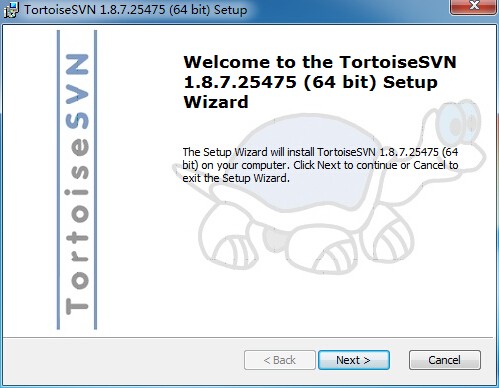 TortoiseSVN 1.8.7.25475 (64 bit) Setup
Welcome to the TortoiseSVN
1.8.7.25475 (64 bit) Setup
Wizard
TortoiseSVN
The Setup Wizard will install TortoiseSVN 1.8.7.25475 (64
bit) on your computer. Click Next to continue or Cancel to
exit the Setup Wizard.
< Back
Next >
Cancel